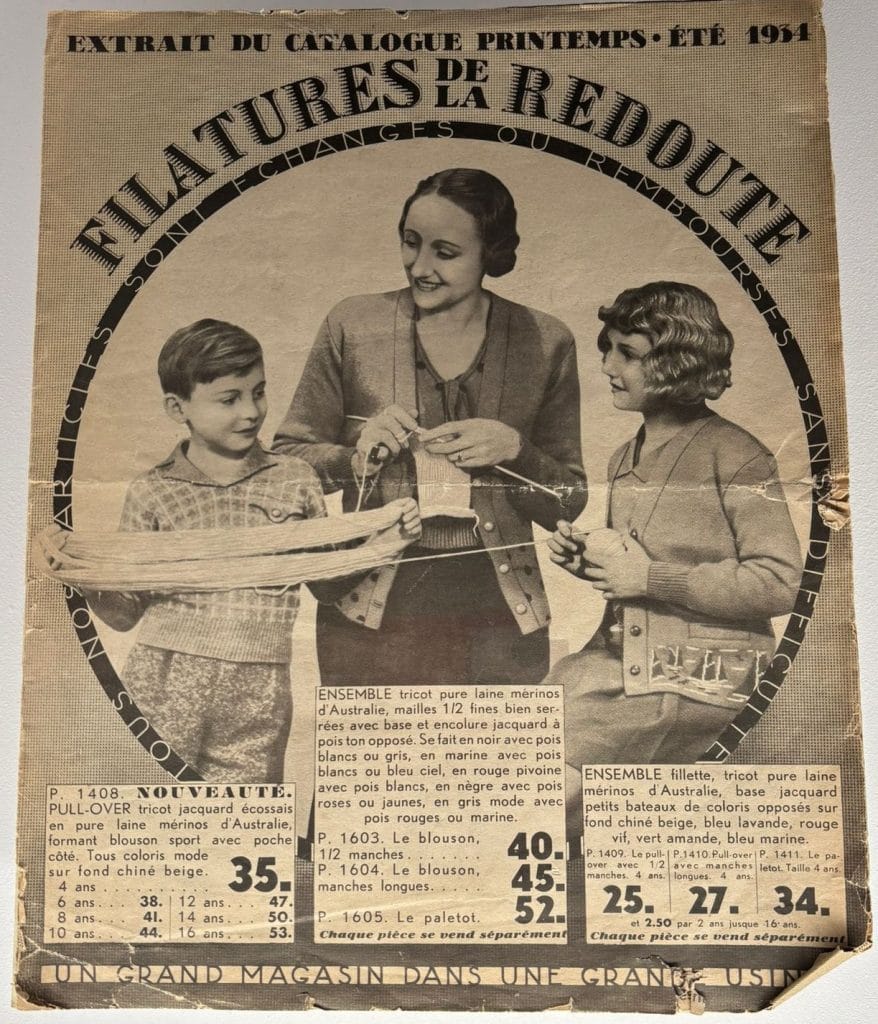 EXTRAIT DU CATALOGUE PRINTEMPS • ÉTÉ 1934
FILATURES DE LA REDOUTE
TOUS NOS ARTICLES SONT ÉCHANGÉS OU REMBOURSÉS SANS DIFFICULTÉ
P. 1408. NOUVEAUTÉ.
PULL-OVER tricot jacquard écossais
en pure laine mérinos d'Australie,
formant blouson sport avec poche
côté. Tous coloris mode
sur fond chiné beige.
4 ans . . . . . . . . . . 35.
6 ans . . . 38. 12 ans . . . 47.
8 ans . . . 41. 14 ans . . . 50.
10 ans . . . 44. 16 ans . . . 53.
ENSEMBLE tricot pure laine mérinos
d'Australie, mailles 1/2 fines bien ser-
rées avec base et encolure jacquard à
pois ton opposé. Se fait en noir avec pois
blancs ou gris, en marine avec pois
blancs ou bleu ciel, en rouge pivoine
avec pois blancs, en nègre avec pois
roses ou jaunes, en gris mode avec
pois rouges ou marine.
P. 1603. Le blouson,
1/2 manches . . . . . . . 40.
P. 1604. Le blouson,
manches longues. . . . . 45.
P. 1605. Le paletot. 52.
Chaque pièce se vend séparément
ENSEMBLE fillette, tricot pure laine
mérinos d'Australie, base jacquard
petits bateaux de coloris opposés sur
fond chiné beige, bleu lavande, rouge
vif, vert amande, bleu marine.
P. 1409. Le pull-
over avec 1/2
manches. 4 ans.
25.
P. 1410. Pull-over
avec manches
longues. 4 ans.
27.
P. 1411. Le pa-
letot. Taille 4 ans.
34.
et 2.50 par 2 ans jusque 16 ans.
Chaque pièce se vend séparément
UN GRAND MAGASIN DANS UNE GRANDE USIN